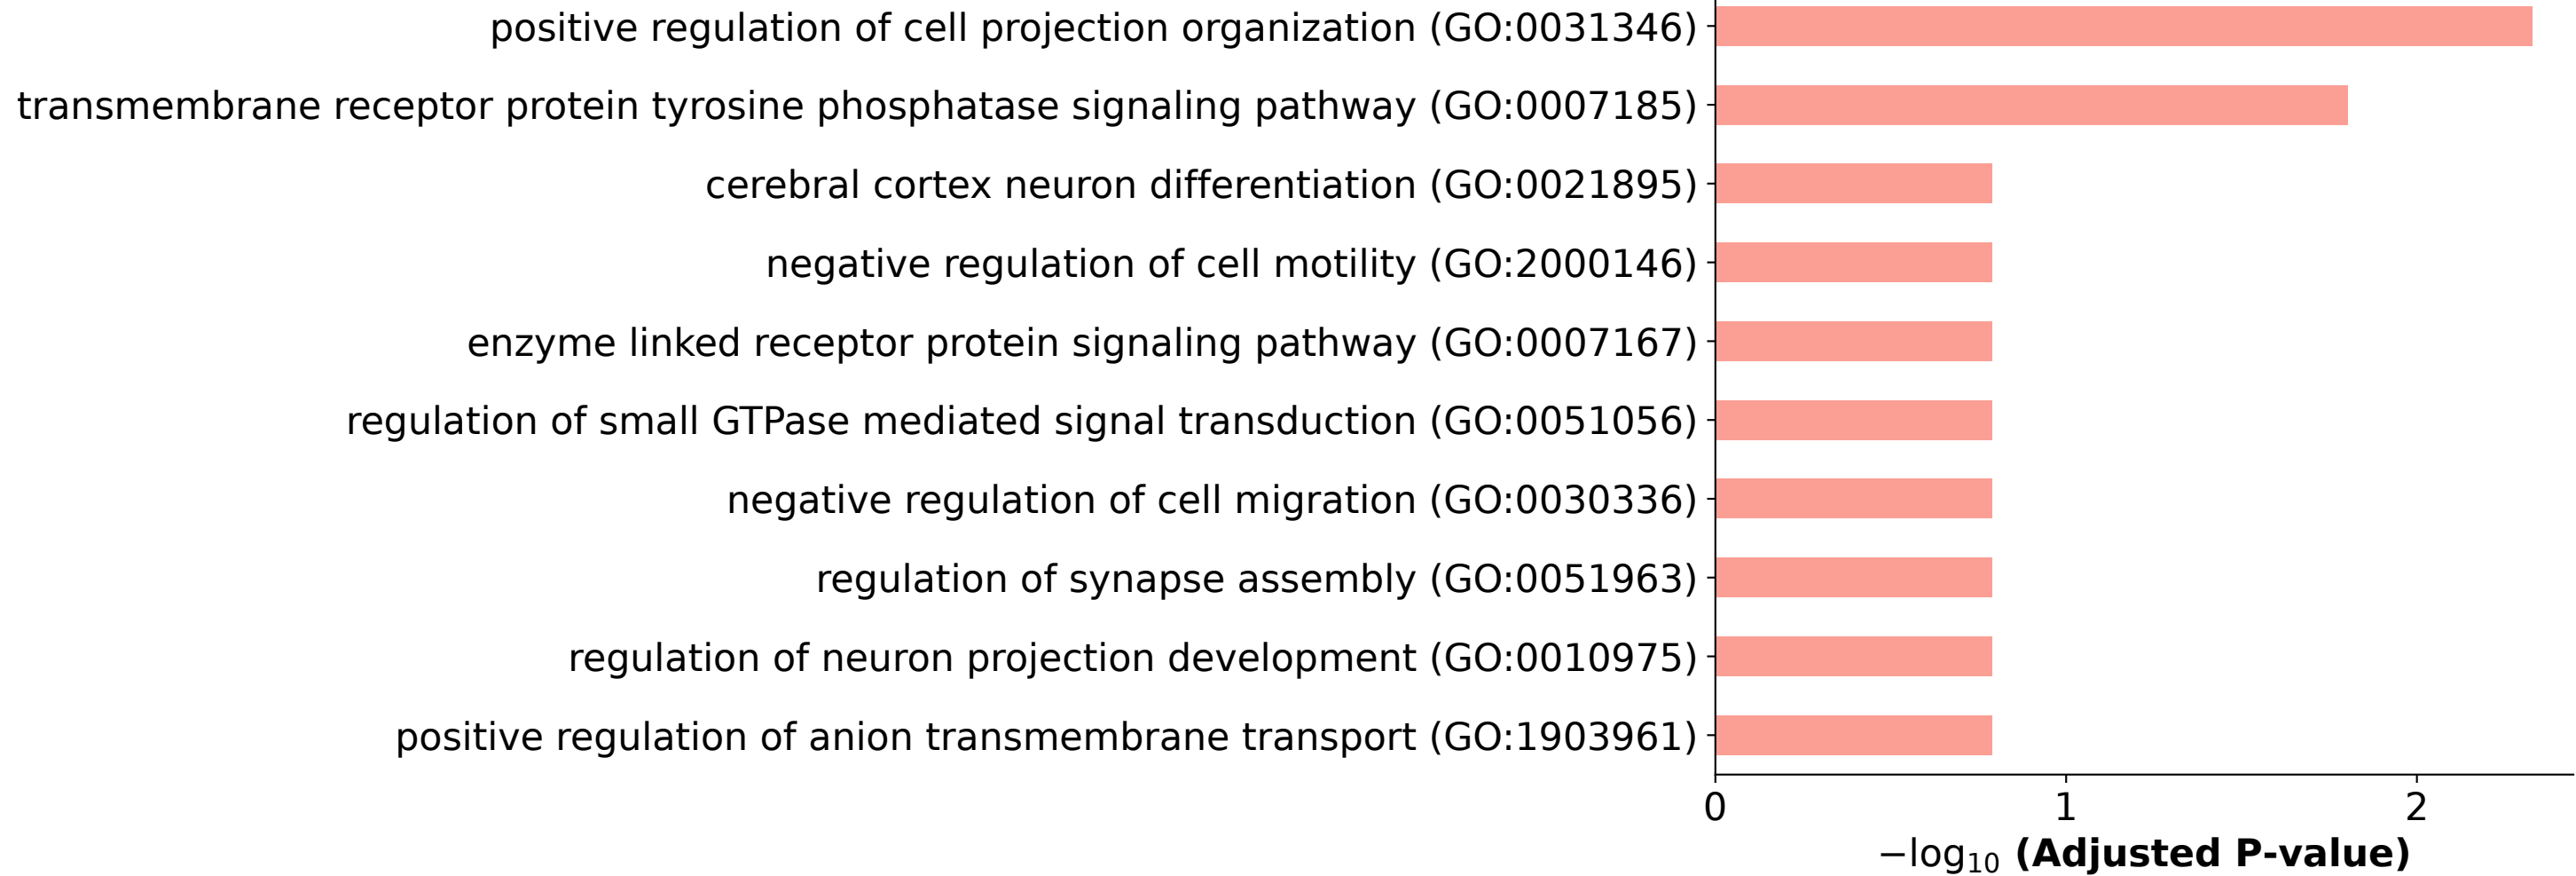 positive regulation of cell projection organization (GO:0031346)
transmembrane receptor protein tyrosine phosphatase signaling pathway (GO:0007185)
cerebral cortex neuron differentiation (GO:0021895)
negative regulation of cell motility (GO:2000146)
enzyme linked receptor protein signaling pathway (GO:0007167)
regulation of small GTPase mediated signal transduction (GO:0051056)
negative regulation of cell migration (GO:0030336)
regulation of synapse assembly (GO:0051963)
regulation of neuron projection development (GO:0010975)
positive regulation of anion transmembrane transport (GO:1903961)
0 1 2
−log₁₀ (Adjusted P-value)